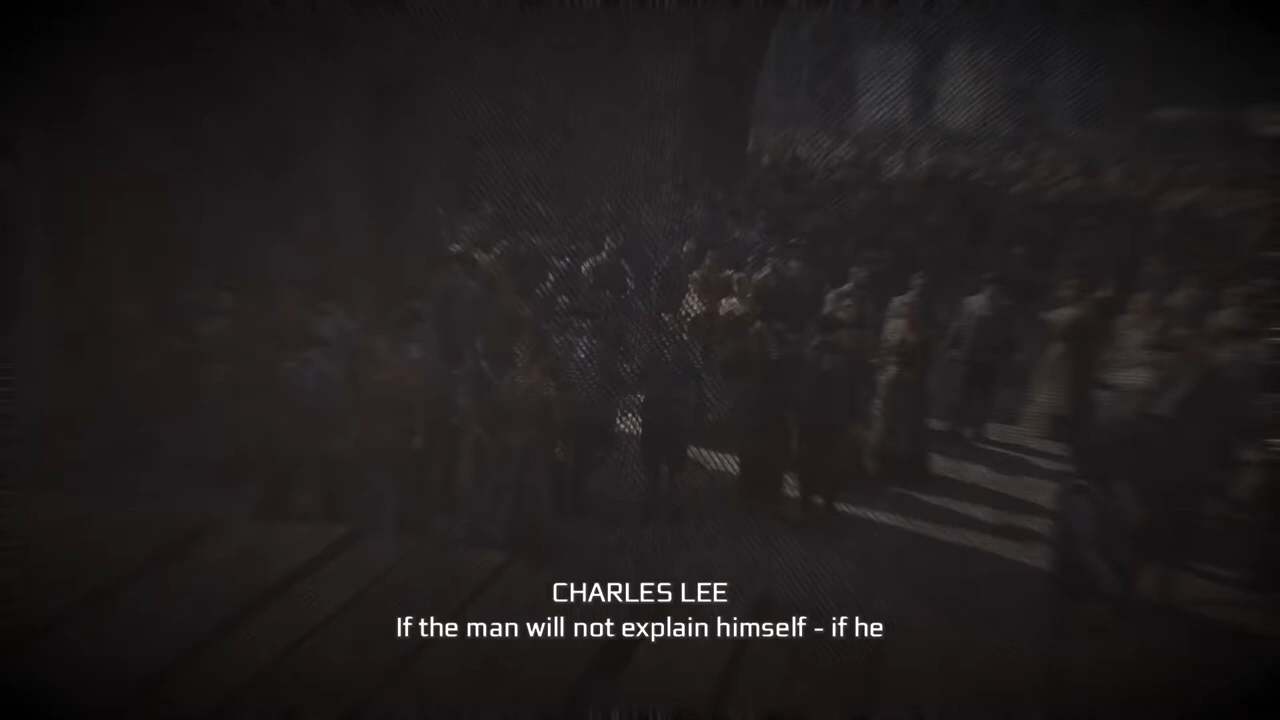 CHARLES LEE
If the man will not explain himself - if he